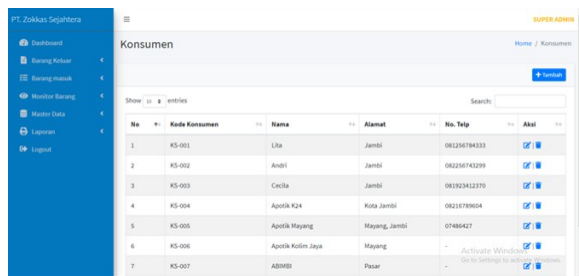 PT. Zokkas Sejahtera
SUPER ADMIN
Dashboard
Barang Keluar
Barang masuk
Monitor Barang
Master Data
Laporan
Logout
Konsumen
Home / Konsumen
+ Tambah
Show 10 entries
Search:
No Kode Konsumen Nama Alamat No. Telp Aksi
1 KS-001 Lita Jambi 081256784333
2 KS-002 Andri Jambi 082256743299
3 KS-003 Cecila Jambi 081923412370
4 KS-004 Apotik K24 Kota Jambi 08216789604
5 KS-005 Apotik Mayang Mayang, Jambi 07486427
6 KS-006 Apotik Kolim Jaya Mayang -
7 KS-007 ABIMBI Pasar -
Activate Windows
Go to Settings to activate Windows.